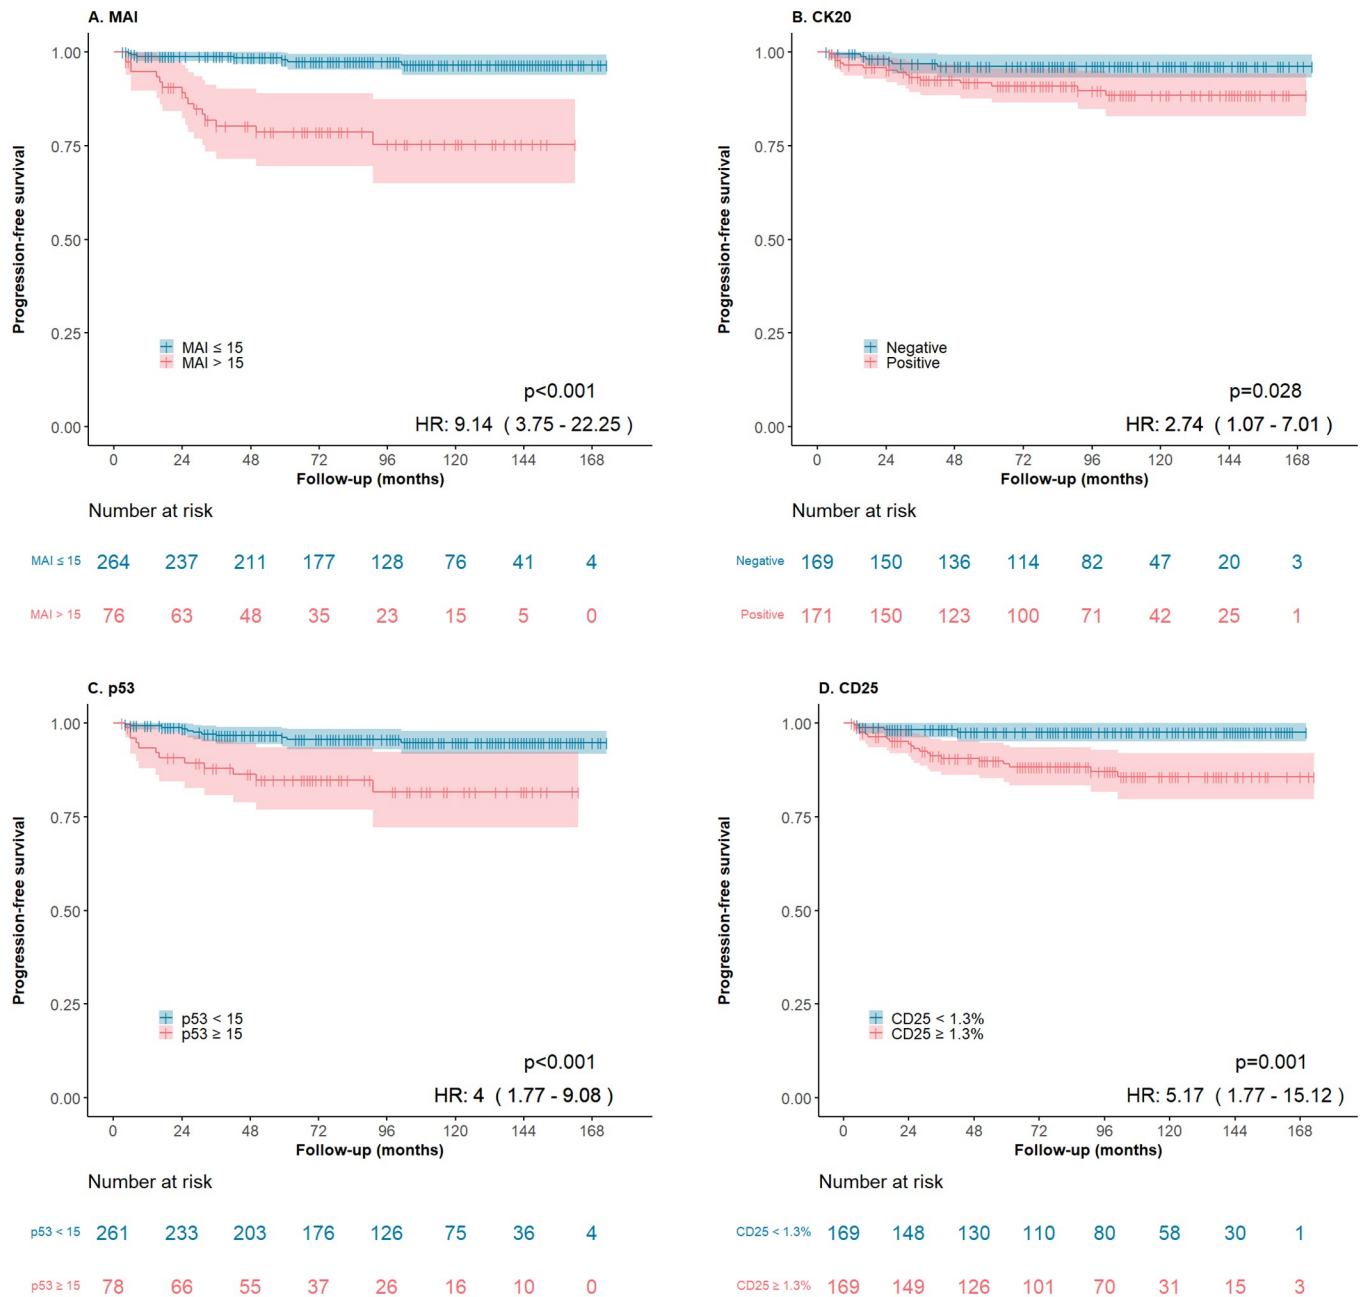 A. MAI
Progression-free survival
1.00
0.75
0.50
0.25
0.00
MAI ≤ 15
MAI > 15
p<0.001
HR: 9.14 ( 3.75 - 22.25 )
0 24 48 72 96 120 144 168
Follow-up (months)
Number at risk
MAI ≤ 15 264 237 211 177 128 76 41 4
MAI > 15 76 63 48 35 23 15 5 0
B. CK20
Progression-free survival
1.00
0.75
0.50
0.25
0.00
Negative
Positive
p=0.028
HR: 2.74 ( 1.07 - 7.01 )
0 24 48 72 96 120 144 168
Follow-up (months)
Number at risk
Negative 169 150 136 114 82 47 20 3
Positive 171 150 123 100 71 42 25 1
C. p53
Progression-free survival
1.00
0.75
0.50
0.25
0.00
p53 < 15
p53 ≥ 15
p<0.001
HR: 4 ( 1.77 - 9.08 )
0 24 48 72 96 120 144 168
Follow-up (months)
Number at risk
p53 < 15 261 233 203 176 126 75 36 4
p53 ≥ 15 78 66 55 37 26 16 10 0
D. CD25
Progression-free survival
1.00
0.75
0.50
0.25
0.00
CD25 < 1.3%
CD25 ≥ 1.3%
p=0.001
HR: 5.17 ( 1.77 - 15.12 )
0 24 48 72 96 120 144 168
Follow-up (months)
Number at risk
CD25 < 1.3% 169 148 130 110 80 58 30 1
CD25 ≥ 1.3% 169 149 126 101 70 31 15 3